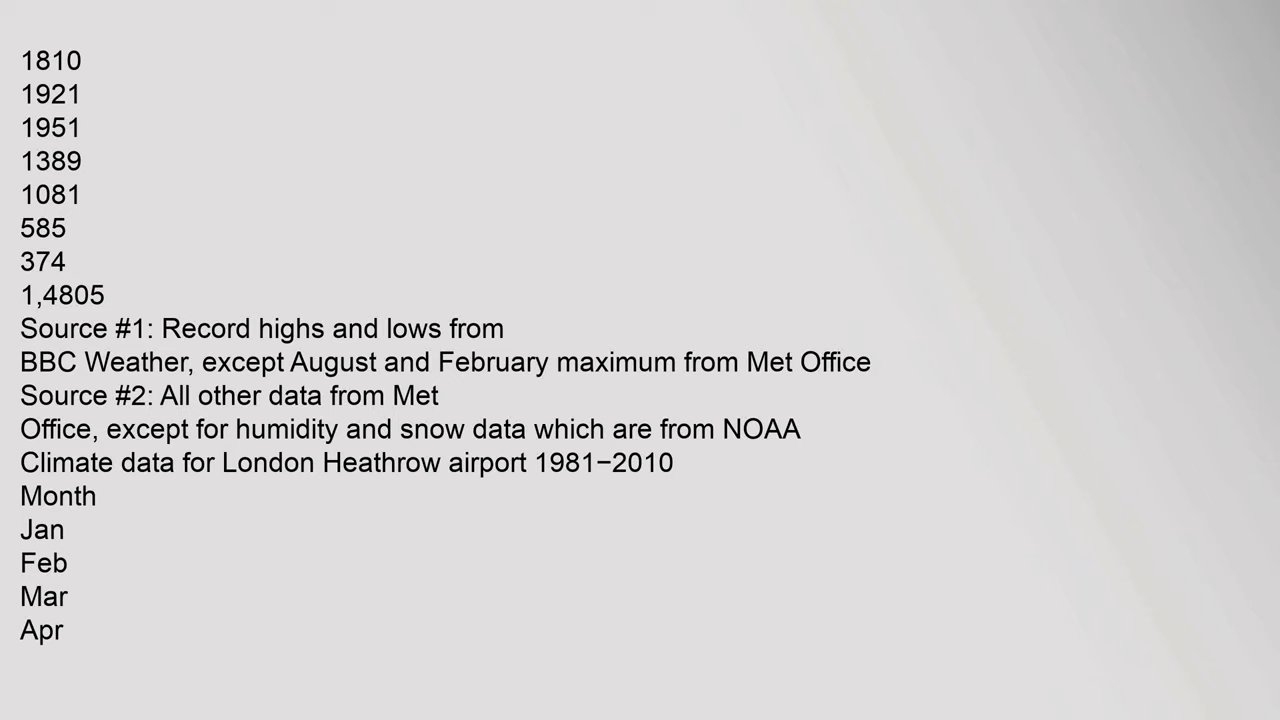 1810
1921
1951
1389
1081
585
374
1,4805
Source #1: Record highs and lows from
BBC Weather, except August and February maximum from Met Office
Source #2: All other data from Met
Office, except for humidity and snow data which are from NOAA
Climate data for London Heathrow airport 1981−2010
Month
Jan
Feb
Mar
Apr